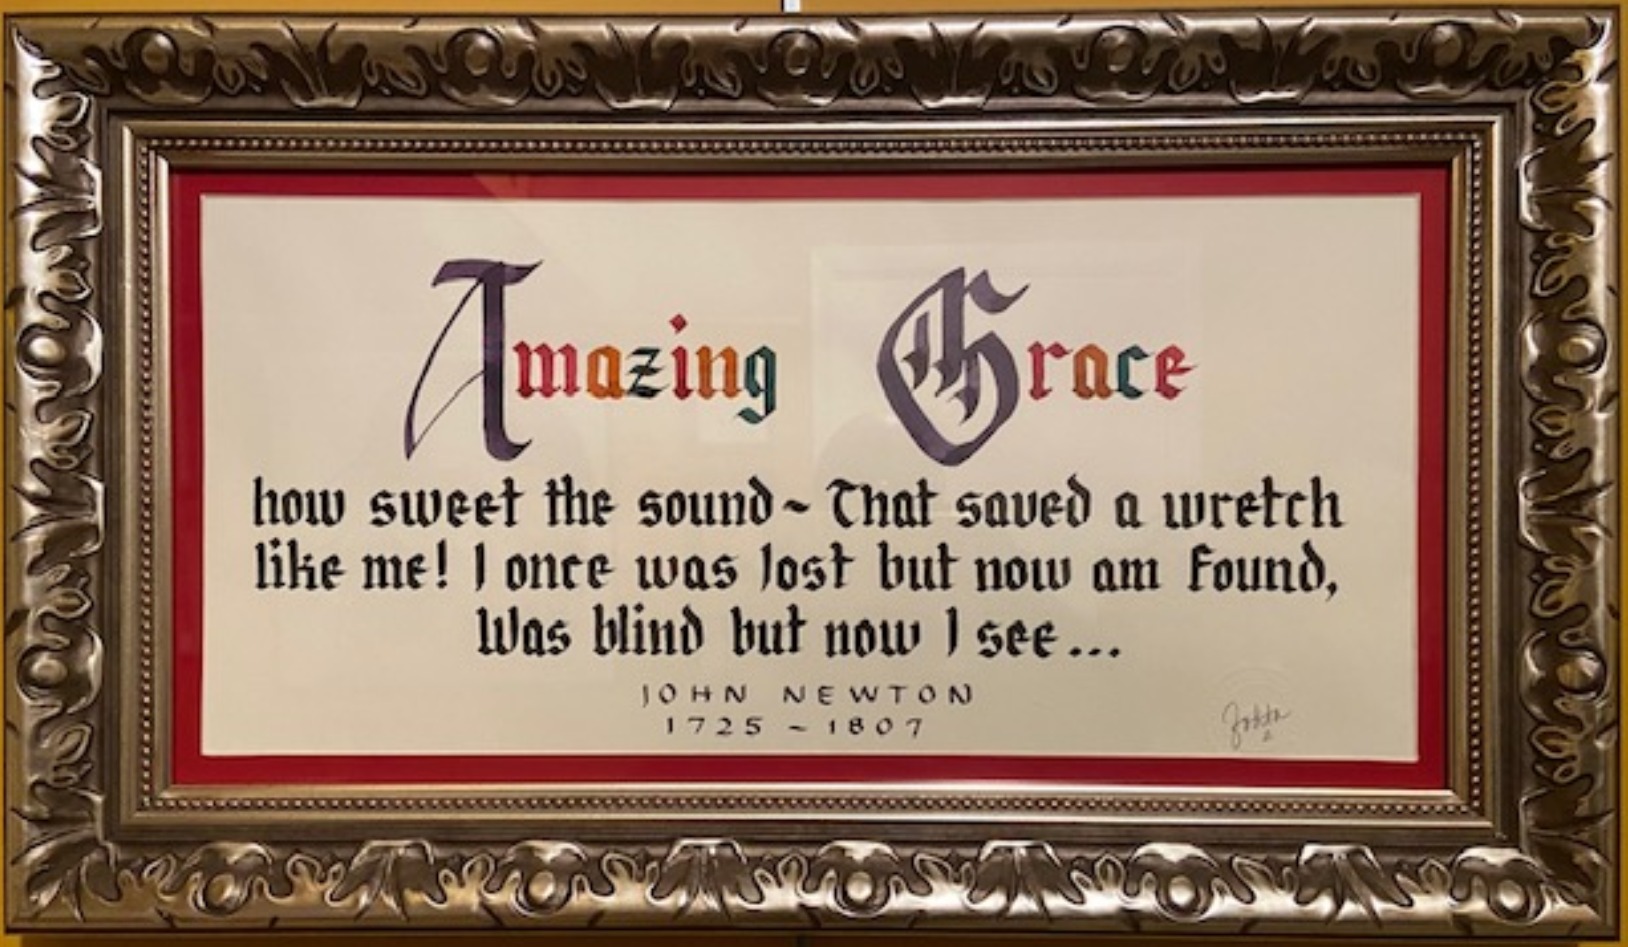 Amazing Grace
how sweet the sound ~ That saved a wretch
like me! I once was lost but now am found,
Was blind but now I see...
JOHN NEWTON
1725 ~ 1807